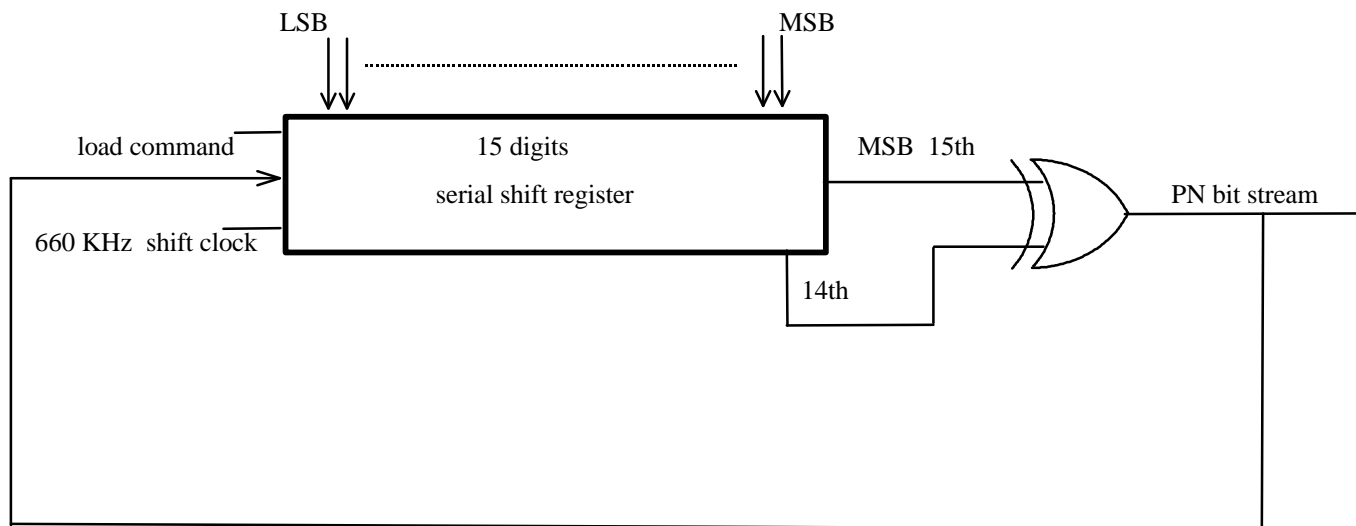 LSB
MSB
load command
15 digits
MSB 15th
serial shift register
PN bit stream
660 KHz shift clock
14th